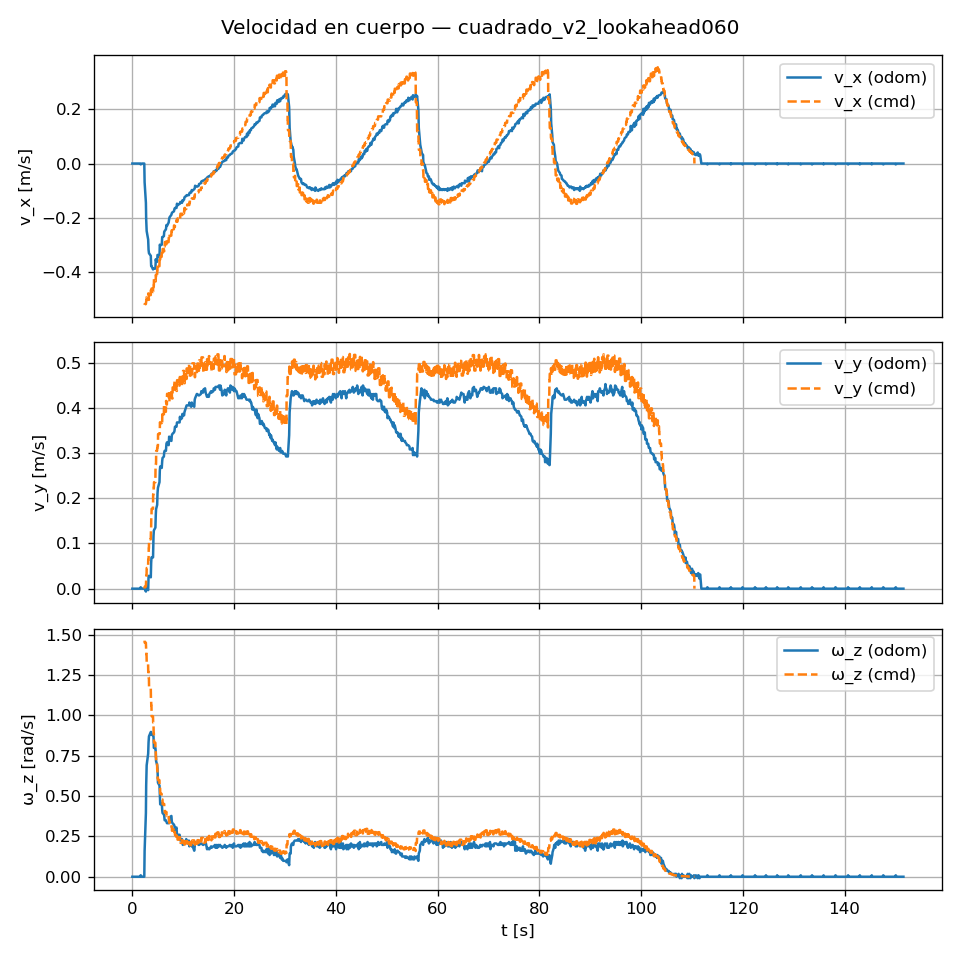 Velocidad en cuerpo — cuadrado_v2_lookahead060
v_x [m/s]
0.2
0.0
−0.2
−0.4
v_x (odom)
v_x (cmd)
v_y [m/s]
0.5
0.4
0.3
0.2
0.1
0.0
v_y (odom)
v_y (cmd)
ω_z [rad/s]
1.50
1.25
1.00
0.75
0.50
0.25
0.00
ω_z (odom)
ω_z (cmd)
0 20 40 60 80 100 120 140
t [s]